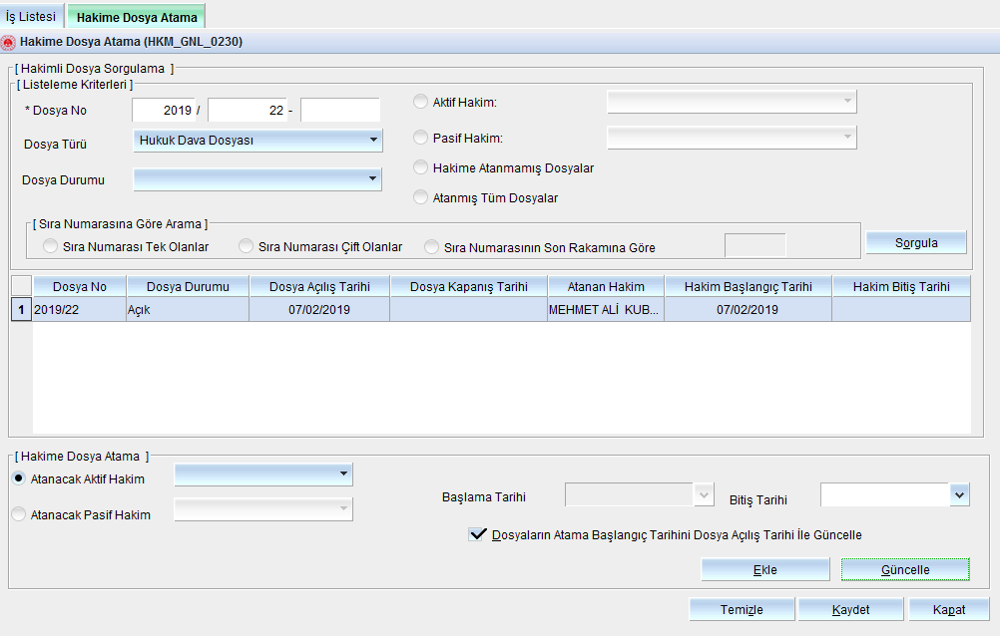 İş Listesi
Hakime Dosya Atama
Hakime Dosya Atama (HKM_GNL_0230)
[ Hakimli Dosya Sorgulama ]
[ Listeleme Kriterleri ]
* Dosya No 2019 / 22 -
Aktif Hakim:
Dosya Türü Hukuk Dava Dosyası
Pasif Hakim:
Hakime Atanmamış Dosyalar
Dosya Durumu
Atanmış Tüm Dosyalar
[ Sıra Numarasına Göre Arama ]
Sıra Numarası Tek Olanlar Sıra Numarası Çift Olanlar Sıra Numarasının Son Rakamına Göre
Sorgula
Dosya No Dosya Durumu Dosya Açılış Tarihi Dosya Kapanış Tarihi Atanan Hakim Hakim Başlangıç Tarihi Hakim Bitiş Tarihi
1 2019/22 Açık 07/02/2019 MEHMET ALİ KUB... 07/02/2019
[ Hakime Dosya Atama ]
Atanacak Aktif Hakim
Başlama Tarihi Bitiş Tarihi
Atanacak Pasif Hakim
Dosyaların Atama Başlangıç Tarihini Dosya Açılış Tarihi İle Güncelle
Ekle Güncelle
Temizle Kaydet Kapat